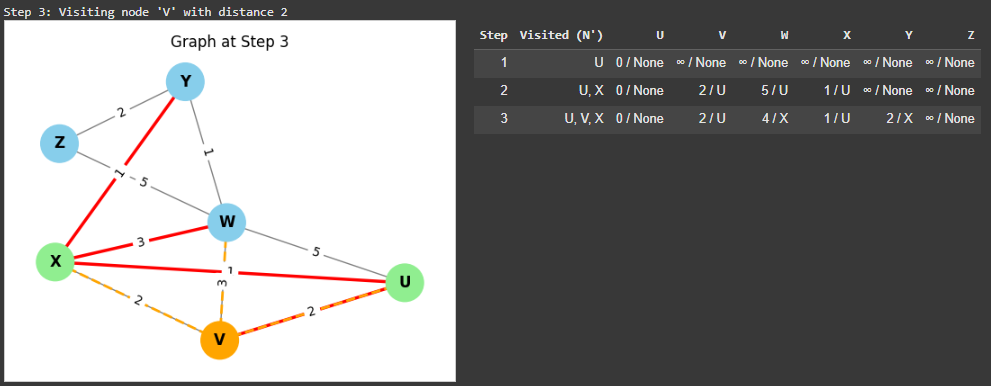 Step 3: Visiting node 'V' with distance 2
Graph at Step 3
Y
2
Z
1
1
5
W
3
5
X
1
3
U
2
2
V
Step Visited (N') U V W X Y Z
1 U 0 / None ∞ / None ∞ / None ∞ / None ∞ / None ∞ / None
2 U, X 0 / None 2 / U 5 / U 1 / U ∞ / None ∞ / None
3 U, V, X 0 / None 2 / U 4 / X 1 / U 2 / X ∞ / None